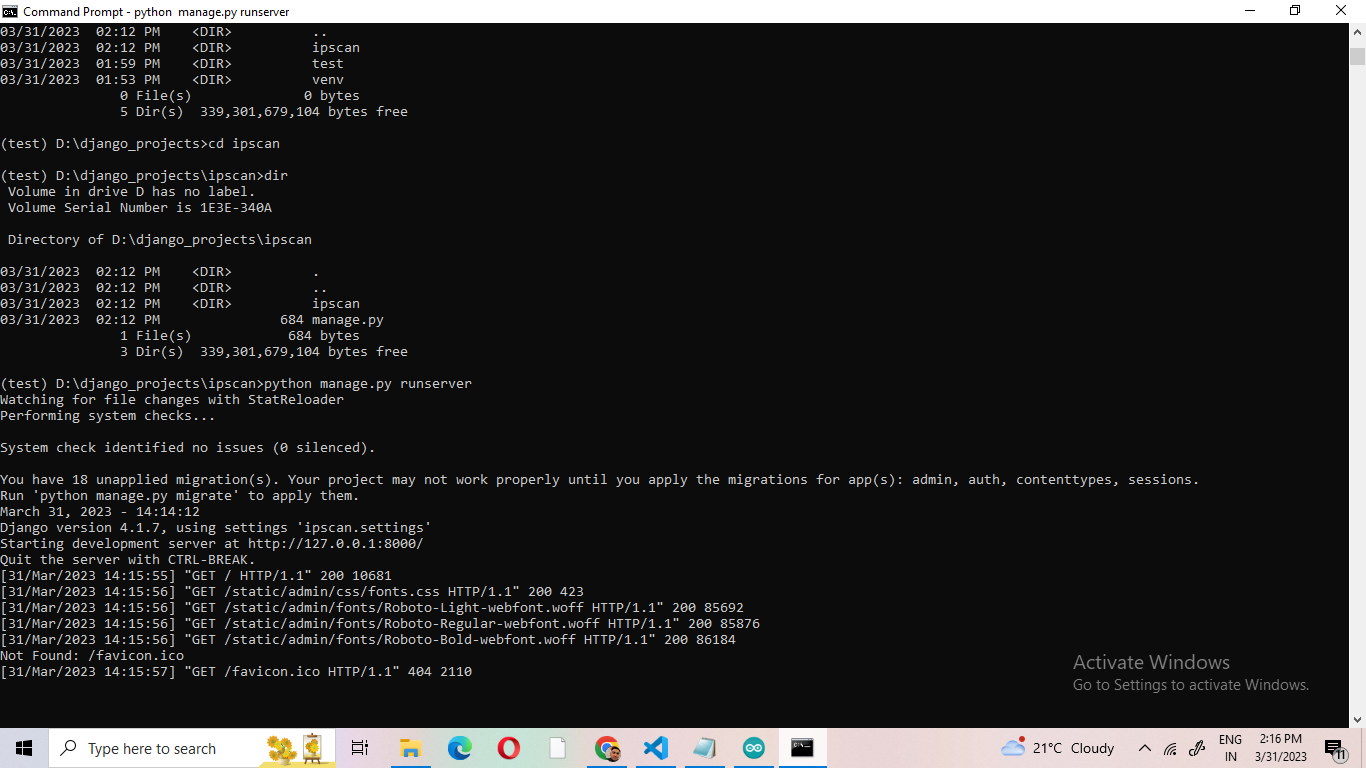 Command Prompt - python  manage.py runserver
03/31/2023  02:12 PM    <DIR>          ..
03/31/2023  02:12 PM    <DIR>          ipscan
03/31/2023  01:59 PM    <DIR>          test
03/31/2023  01:53 PM    <DIR>          venv
               0 File(s)              0 bytes
               5 Dir(s)  339,301,679,104 bytes free
(test) D:\django_projects>cd ipscan
(test) D:\django_projects\ipscan>dir
 Volume in drive D has no label.
 Volume Serial Number is 1E3E-340A
 Directory of D:\django_projects\ipscan
03/31/2023  02:12 PM    <DIR>          .
03/31/2023  02:12 PM    <DIR>          ..
03/31/2023  02:12 PM    <DIR>          ipscan
03/31/2023  02:12 PM               684 manage.py
               1 File(s)            684 bytes
               3 Dir(s)  339,301,679,104 bytes free
(test) D:\django_projects\ipscan>python manage.py runserver
Watching for file changes with StatReloader
Performing system checks...
System check identified no issues (0 silenced).
You have 18 unapplied migration(s). Your project may not work properly until you apply the migrations for app(s): admin, auth, contenttypes, sessions.
Run 'python manage.py migrate' to apply them.
March 31, 2023 - 14:14:12
Django version 4.1.7, using settings 'ipscan.settings'
Starting development server at http://127.0.0.1:8000/
Quit the server with CTRL-BREAK.
[31/Mar/2023 14:15:55] "GET / HTTP/1.1" 200 10681
[31/Mar/2023 14:15:56] "GET /static/admin/css/fonts.css HTTP/1.1" 200 423
[31/Mar/2023 14:15:56] "GET /static/admin/fonts/Roboto-Light-webfont.woff HTTP/1.1" 200 85692
[31/Mar/2023 14:15:56] "GET /static/admin/fonts/Roboto-Regular-webfont.woff HTTP/1.1" 200 85876
[31/Mar/2023 14:15:56] "GET /static/admin/fonts/Roboto-Bold-webfont.woff HTTP/1.1" 200 86184
Not Found: /favicon.ico
[31/Mar/2023 14:15:57] "GET /favicon.ico HTTP/1.1" 404 2110
Activate Windows
Go to Settings to activate Windows.
Type here to search
21°C Cloudy
ENG
IN
2:16 PM
3/31/2023
11